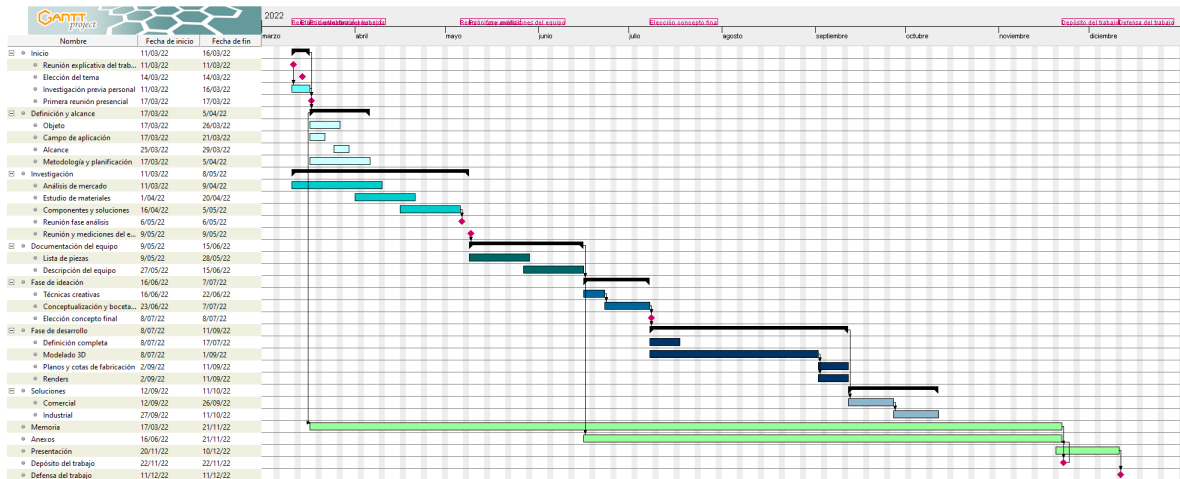 GANTT
project
2022
Elección concepto final
Defensa del trabajo
marzo abril mayo junio julio agosto septiembre octubre noviembre diciembre
Nombre Fecha de inicio Fecha de fin
Inicio 11/03/22 16/03/22
Reunión explicativa del trab... 11/03/22 11/03/22
Elección del tema 14/03/22 14/03/22
Investigación previa personal 11/03/22 16/03/22
Primera reunión presencial 17/03/22 17/03/22
Definición y alcance 17/03/22 5/04/22
Objeto 17/03/22 26/03/22
Campo de aplicación 17/03/22 21/03/22
Alcance 25/03/22 29/03/22
Metodología y planificación 17/03/22 5/04/22
Investigación 11/03/22 8/05/22
Análisis de mercado 11/03/22 9/04/22
Estudio de materiales 1/04/22 20/04/22
Componentes y soluciones 16/04/22 5/05/22
Reunión fase análisis 6/05/22 6/05/22
Reunión y mediciones del e... 9/05/22 9/05/22
Documentación del equipo 9/05/22 15/06/22
Lista de piezas 9/05/22 28/05/22
Descripción del equipo 27/05/22 15/06/22
Fase de ideación 16/06/22 7/07/22
Técnicas creativas 16/06/22 22/06/22
Conceptualización y boceta... 23/06/22 7/07/22
Elección concepto final 8/07/22 8/07/22
Fase de desarrollo 8/07/22 11/09/22
Definición completa 8/07/22 17/07/22
Modelado 3D 8/07/22 1/09/22
Planos y cotas de fabricación 2/09/22 11/09/22
Renders 2/09/22 11/09/22
Soluciones 12/09/22 11/10/22
Comercial 12/09/22 26/09/22
Industrial 27/09/22 11/10/22
Memoria 17/03/22 21/11/22
Anexos 16/06/22 21/11/22
Presentación 20/11/22 10/12/22
Depósito del trabajo 22/11/22 22/11/22
Defensa del trabajo 11/12/22 11/12/22